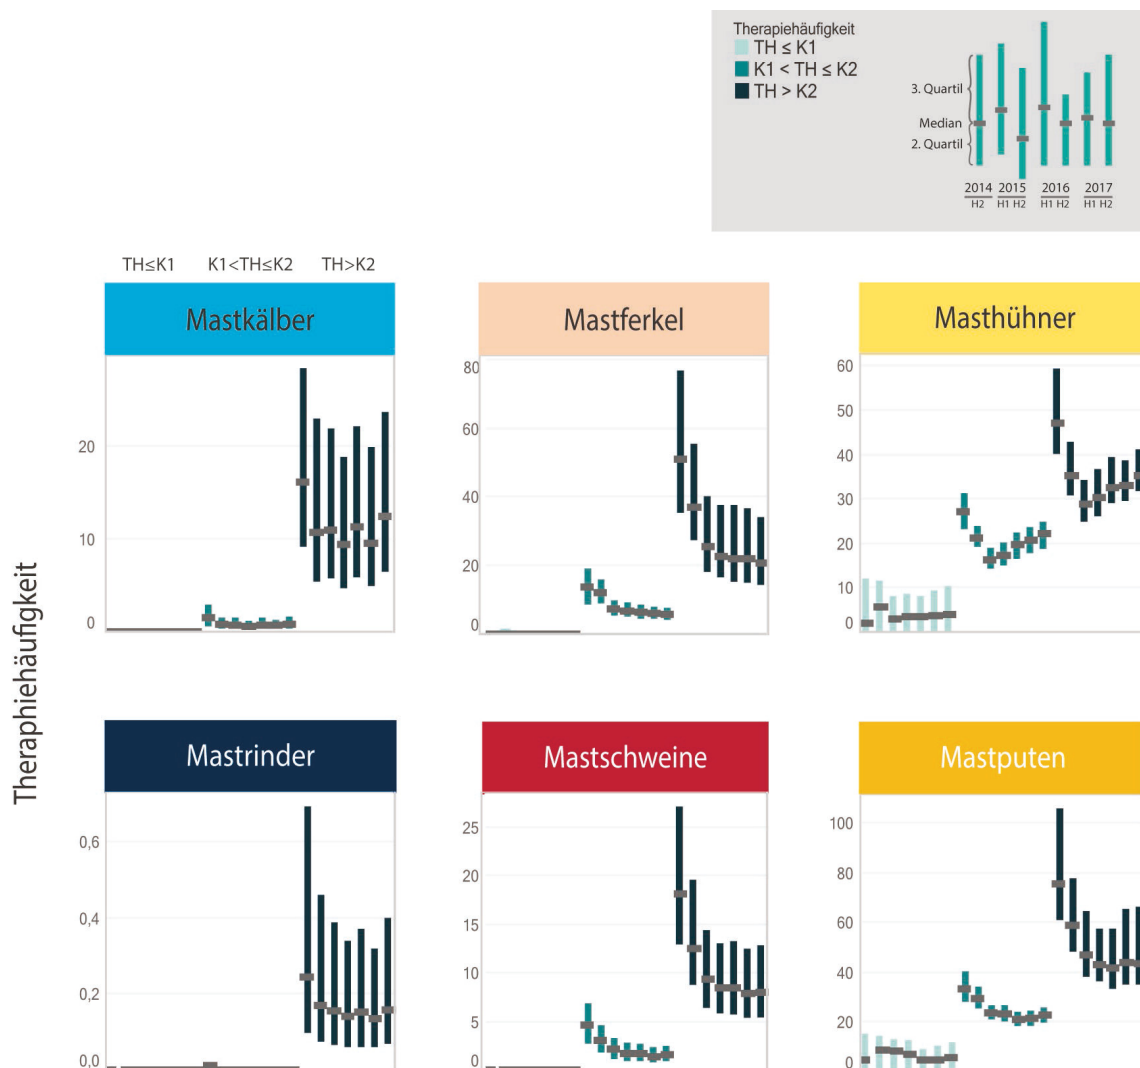 Therapiehäufigkeit
TH ≤ K1
K1 < TH ≤ K2
TH > K2
3. Quartil
Median
2. Quartil
2014 2015 2016 2017
H2 H1 H2 H1 H2 H1 H2
TH≤K1 K1<TH≤K2 TH>K2
Mastkälber
20
10
0
Mastferkel
80
60
40
20
0
Masthühner
60
50
40
30
20
10
0
Theraphiehäufigkeit
Mastrinder
0,6
0,4
0,2
0,0
Mastschweine
25
20
15
10
5
0
Mastputen
100
80
60
40
20
0